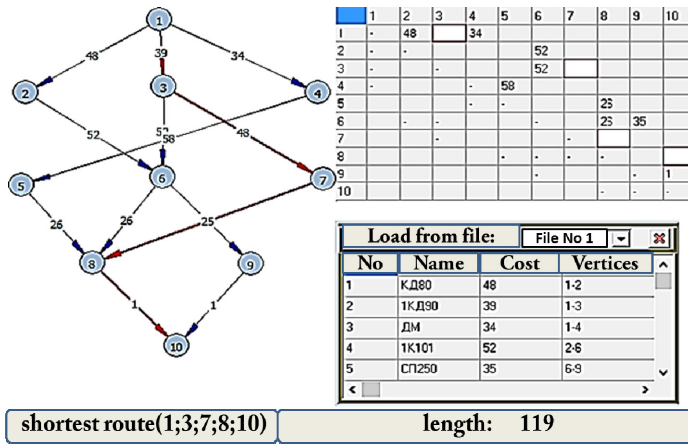 1
48
39
34
2
3
4
52
52
58
48
5
6
7
26
26
25
8
9
1
1
10
1 2 3 4 5 6 7 8 9 10
1 - 48 34
2 - - 52
3 - - 52
4 - - 58
5 - - 26
6 - - - 26 35
7 - -
8 - - - -
9 - - 1
10 - -
Load from file: File No 1
No Name Cost Vertices
1 КД80 48 1-2
2 1КД90 39 1-3
3 ДМ 34 1-4
4 1К101 52 2-6
5 СП250 35 6-9
shortest route(1;3;7;8;10) length: 119